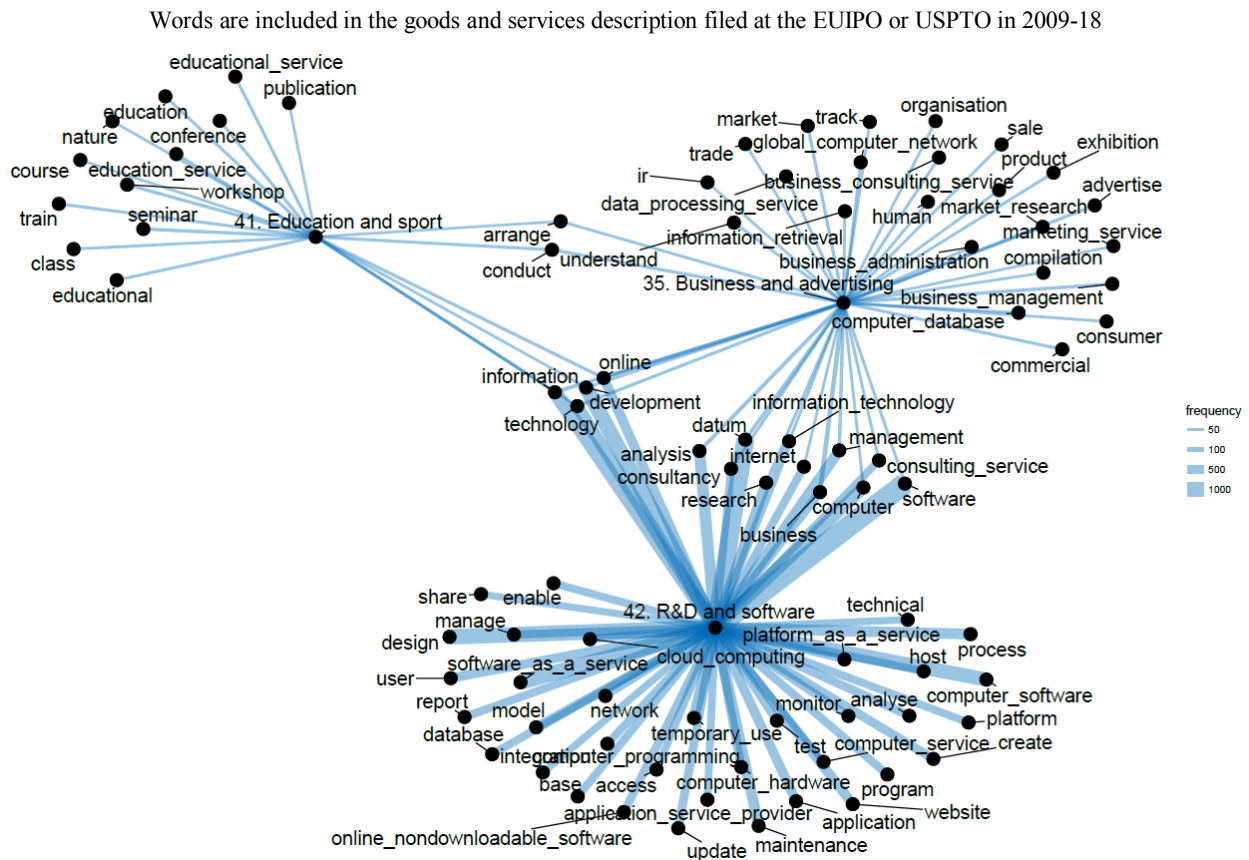 Words are included in the goods and services description filed at the EUIPO or USPTO in 2009-18
educational_service
publication
education
nature
conference
course
education_service
workshop
train
seminar
41. Education and sport
class
educational
arrange
conduct
understand
market
track
organisation
trade
global_computer_network
sale
product
exhibition
ir
business_consulting_service
advertise
data_processing_service
human
market_research
information_retrieval
marketing_service
business_administration
compilation
35. Business and advertising
business_management
computer_database
consumer
commercial
online
information
development
technology
information_technology
datum
management
analysis
internet
consultancy
consulting_service
research
computer
software
business
frequency
50
100
500
1000
share
enable
42. R&D and software
technical
manage
platform_as_a_service
design
process
software_as_a_service
cloud_computing
host
user
computer_software
report
model
network
monitor
analyse
platform
database
temporary_use
test
computer_service
create
integration
computer_programming
base
access
computer_hardware
program
application_service_provider
website
application
online_nondownloadable_software
update
maintenance